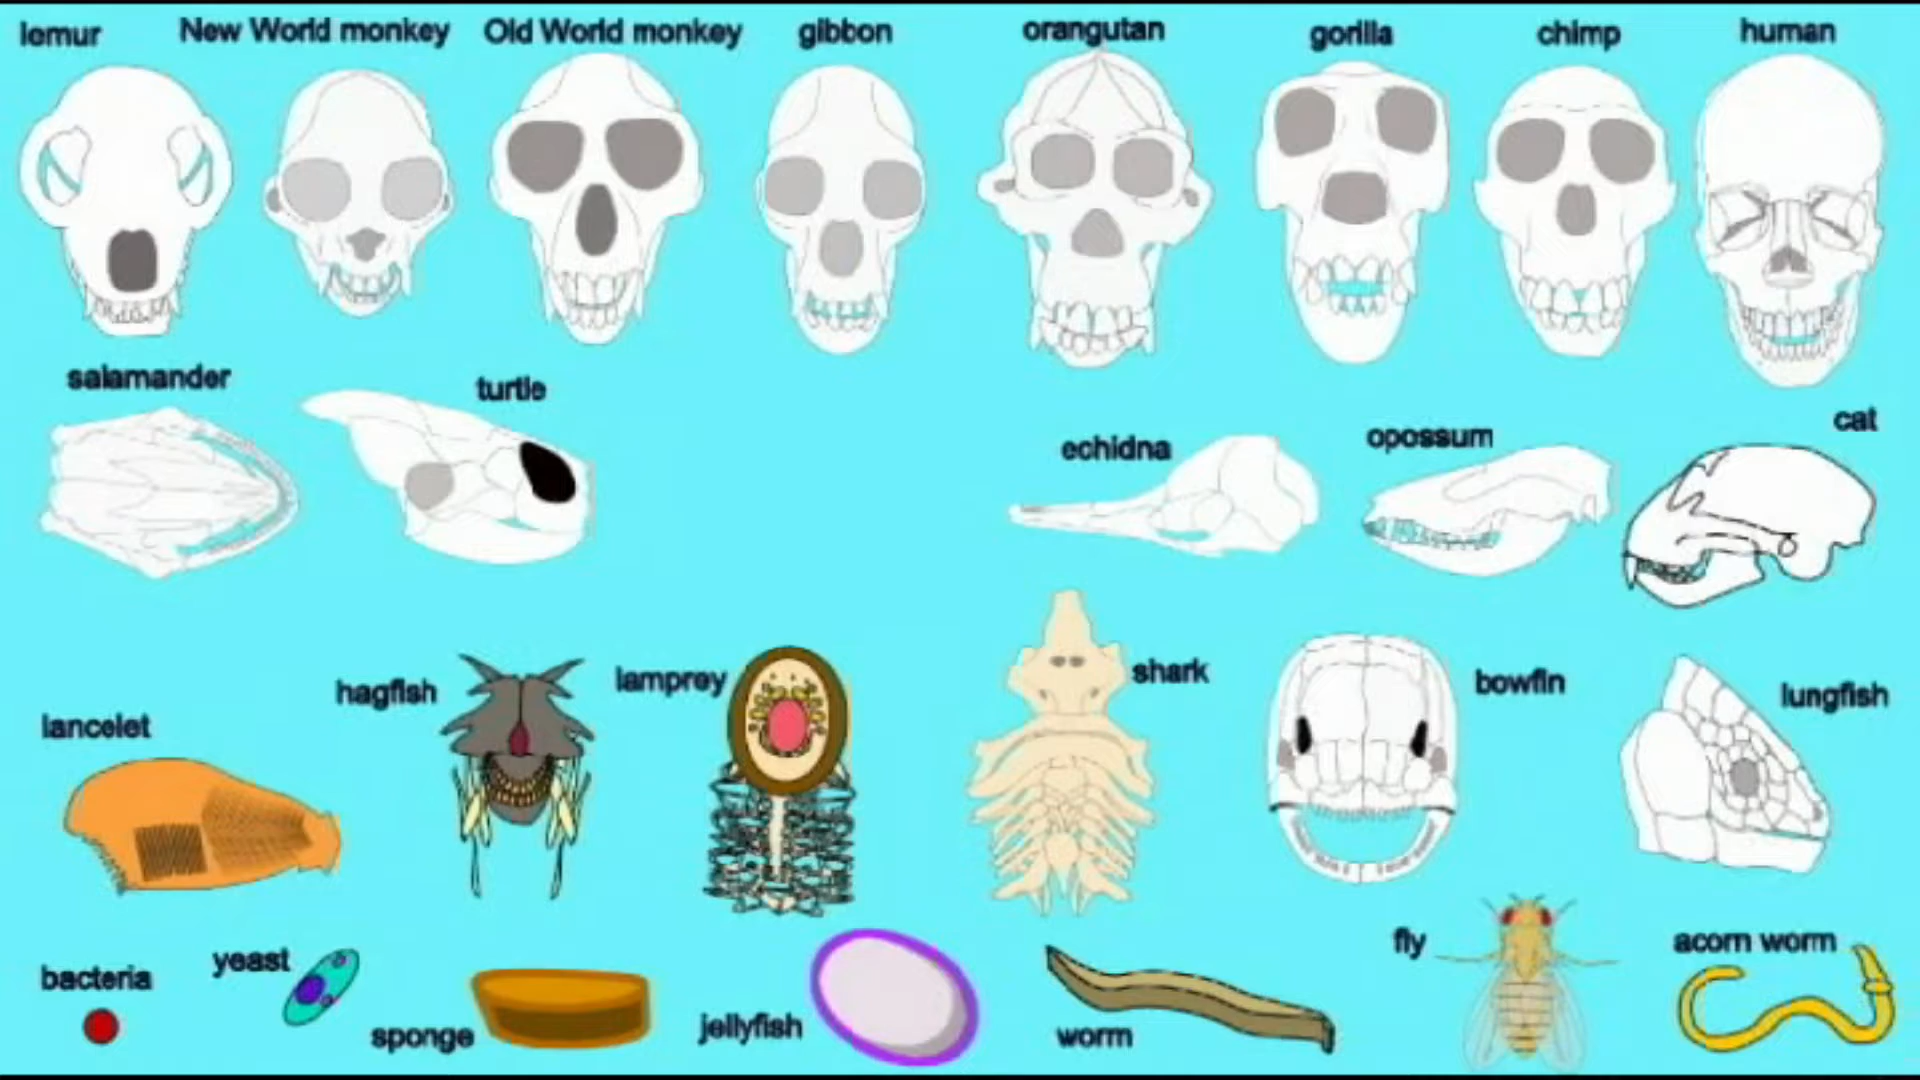 lemur
New World monkey
Old World monkey
gibbon
orangutan
gorilla
chimp
human
salamander
turtle
echidna
opossum
cat
lancelet
hagfish
lamprey
shark
bowfin
lungfish
bacteria
yeast
sponge
jellyfish
worm
fly
acorn worm